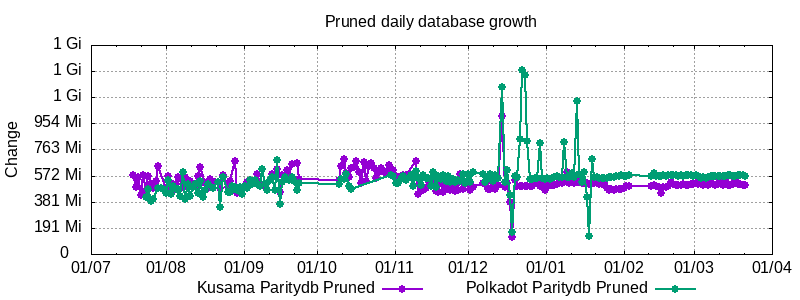 Pruned daily database growth
1 Gi
1 Gi
1 Gi
954 Mi
763 Mi
572 Mi
381 Mi
191 Mi
0
Change
01/07 01/08 01/09 01/10 01/11 01/12 01/01 01/02 01/03 01/04
Kusama Paritydb Pruned Polkadot Paritydb Pruned